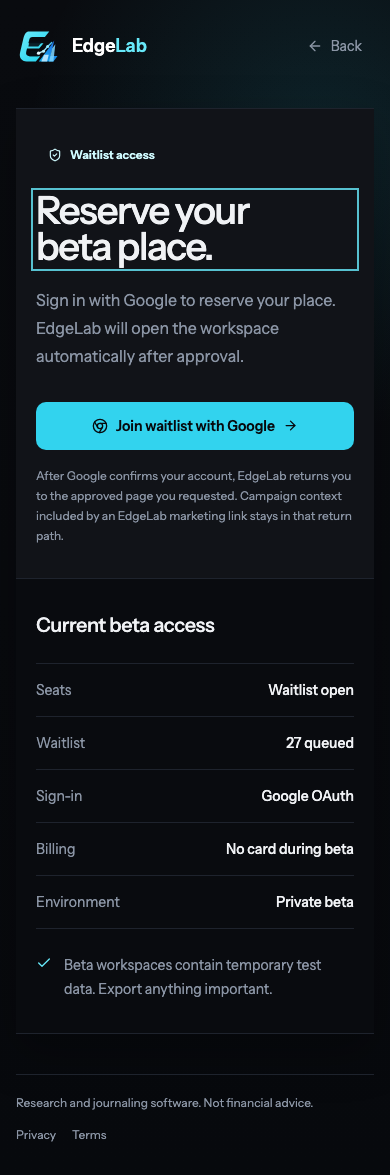 EdgeLab
Back
Waitlist access
Reserve your
beta place.
Sign in with Google to reserve your place.
EdgeLab will open the workspace
automatically after approval.
Join waitlist with Google
After Google confirms your account, EdgeLab returns you
to the approved page you requested. Campaign context
included by an EdgeLab marketing link stays in that return
path.
Current beta access
Seats
Waitlist open
Waitlist
27 queued
Sign-in
Google OAuth
Billing
No card during beta
Environment
Private beta
Beta workspaces contain temporary test
data. Export anything important.
Research and journaling software. Not financial advice.
Privacy
Terms